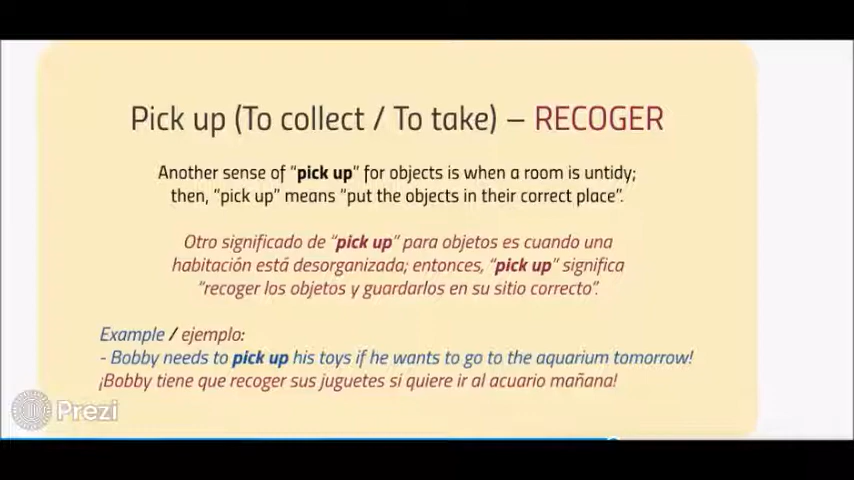 Pick up (To collect / To take) – RECOGER
Another sense of “pick up” for objects is when a room is untidy;
then, “pick up” means “put the objects in their correct place”.
Otro significado de “pick up” para objetos es cuando una
habitación está desorganizada; entonces, “pick up” significa
“recoger los objetos y guardarlos en su sitio correcto”.
Example / ejemplo:
- Bobby needs to pick up his toys if he wants to go to the aquarium tomorrow!
¡Bobby tiene que recoger sus juguetes si quiere ir al acuario mañana!
Prezi